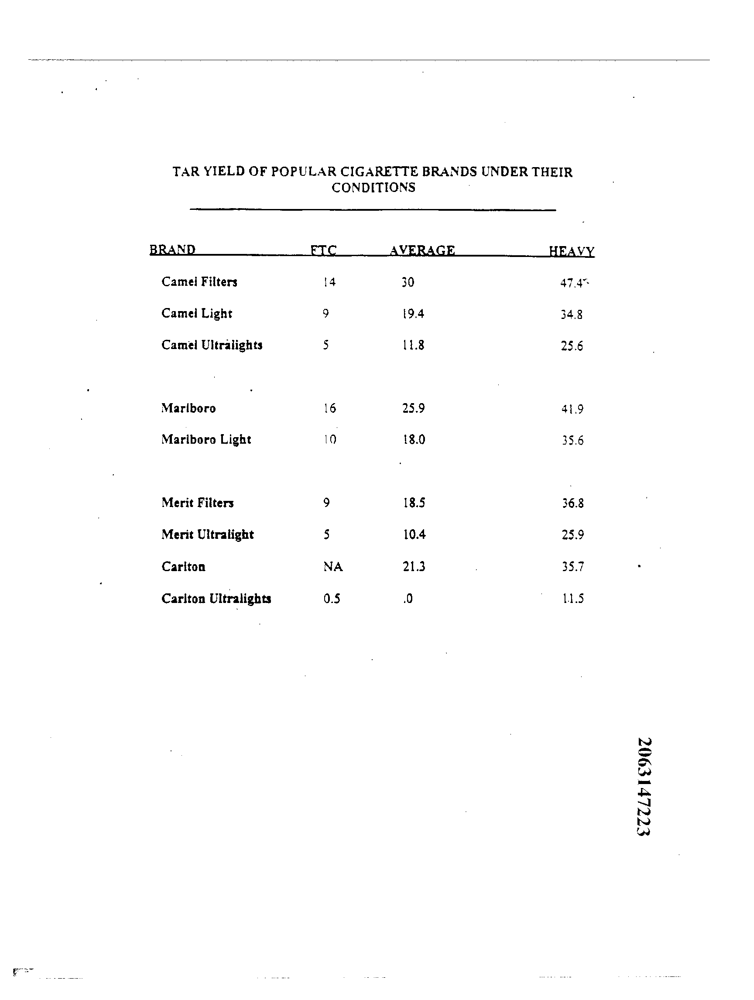 TAR YIELD OF POPULAR CIGARETTE BRANDS UNDER THEIR
CONDITIONS
BRAND FTC AVERAGE HEAVY
Camel Filters 14 30 47.4
Camel Light 9 19.4 34.8
Camel Ultralights 5 11.8 25.6
Marlboro 16 25.9 41.9
Marlboro Light 10 18.0 35.6
Merit Filters 9 18.5 36.8
Merit Ultralight 5 10.4 25.9
Carlton NA 21.3 35.7
Carlton Ultralights 0.5 .0 11.5
2063147223